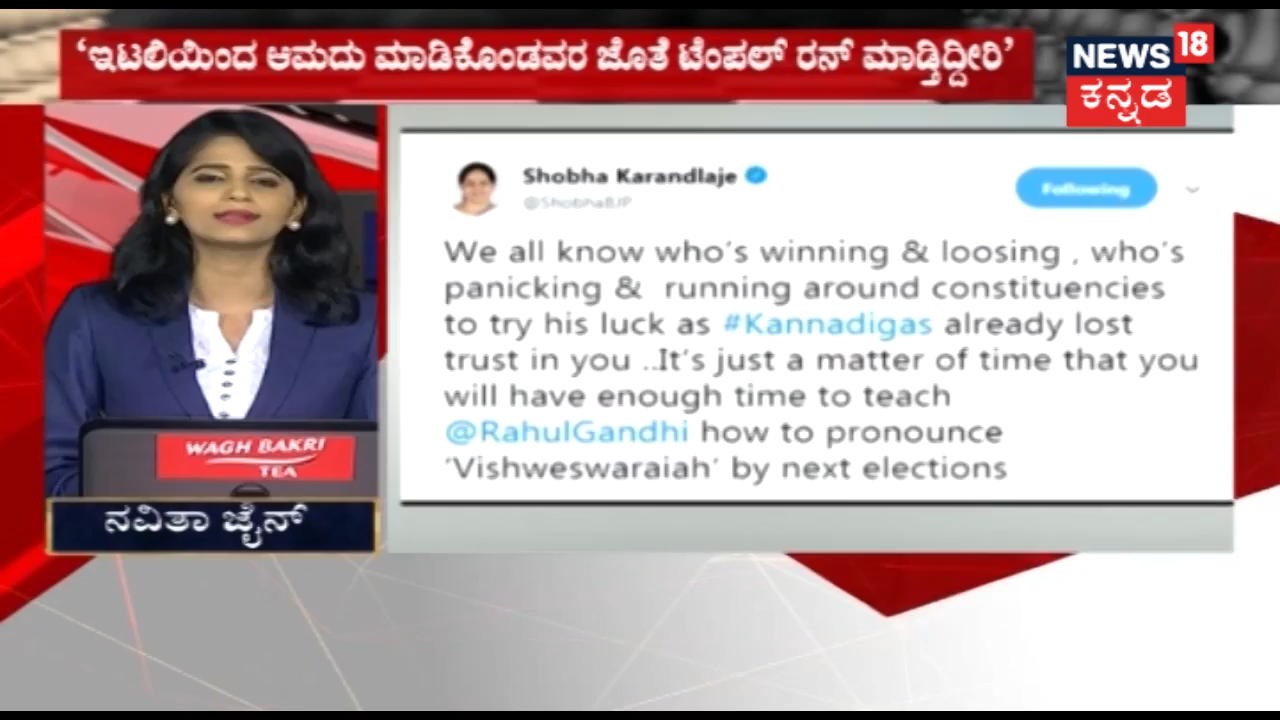 ‘ಇಟಲಿಯಿಂದ ಆಮದು ಮಾಡಿಕೊಂಡವರ ಜೊತೆ ಟೆಂಪಲ್ ರನ್ ಮಾಡ್ತಿದ್ದೀರಿ’
NEWS18
ಕನ್ನಡ
Shobha Karandlaje
@ShobhaBJP
Following
We all know who's winning & loosing , who's
panicking & running around constituencies
to try his luck as #Kannadigas already lost
trust in you ..It's just a matter of time that you
will have enough time to teach
@RahulGandhi how to pronounce
'Vishweswaraiah' by next elections
WAGH BAKRI
TEA
ನವಿತಾ ಜೈನ್